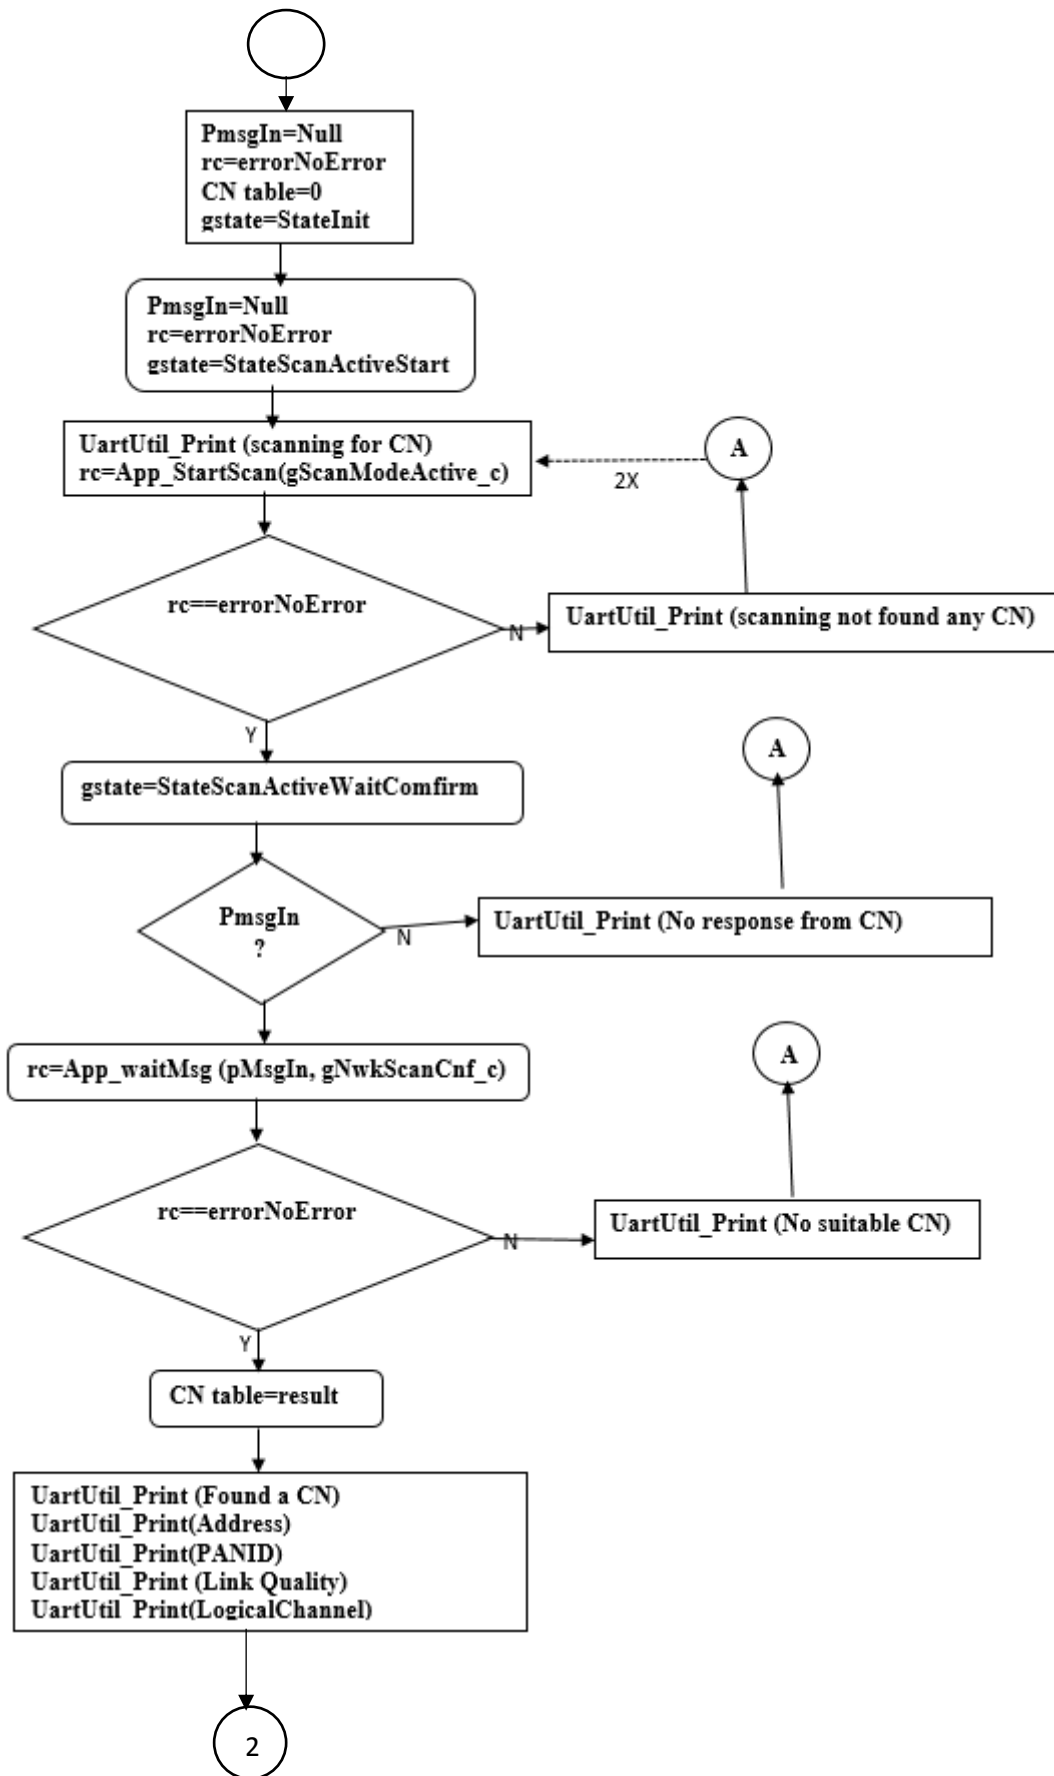 PmsgIn=Null
rc=errorNoError
CN table=0
gstate=StateInit
PmsgIn=Null
rc=errorNoError
gstate=StateScanActiveStart
UartUtil_Print (scanning for CN)
rc=App_StartScan(gScanModeActive_c)
A
2X
rc==errorNoError
N
UartUtil_Print (scanning not found any CN)
Y
A
gstate=StateScanActiveWaitComfirm
PmsgIn
?
N
UartUtil_Print (No response from CN)
A
rc=App_waitMsg (pMsgIn, gNwkScanCnf_c)
rc==errorNoError
N
UartUtil_Print (No suitable CN)
Y
CN table=result
UartUtil_Print (Found a CN)
UartUtil_Print(Address)
UartUtil_Print(PANID)
UartUtil_Print (Link Quality)
UartUtil_Print(LogicalChannel)
2